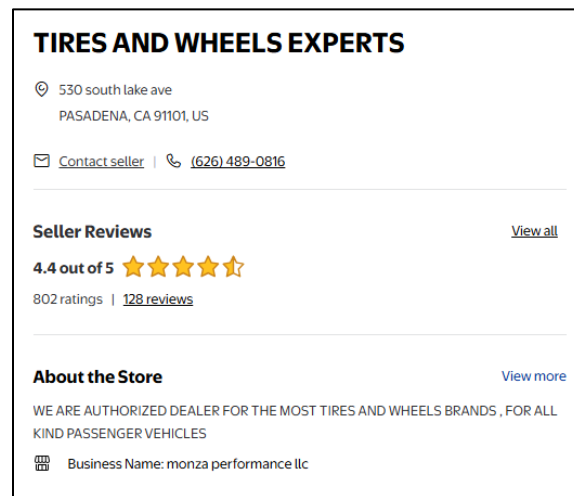 TIRES AND WHEELS EXPERTS
530 south lake ave
PASADENA, CA 91101, US
Contact seller | (626) 489-0816
Seller Reviews View all
4.4 out of 5
802 ratings | 128 reviews
About the Store View more
WE ARE AUTHORIZED DEALER FOR THE MOST TIRES AND WHEELS BRANDS , FOR ALL
KIND PASSENGER VEHICLES
Business Name: monza performance llc